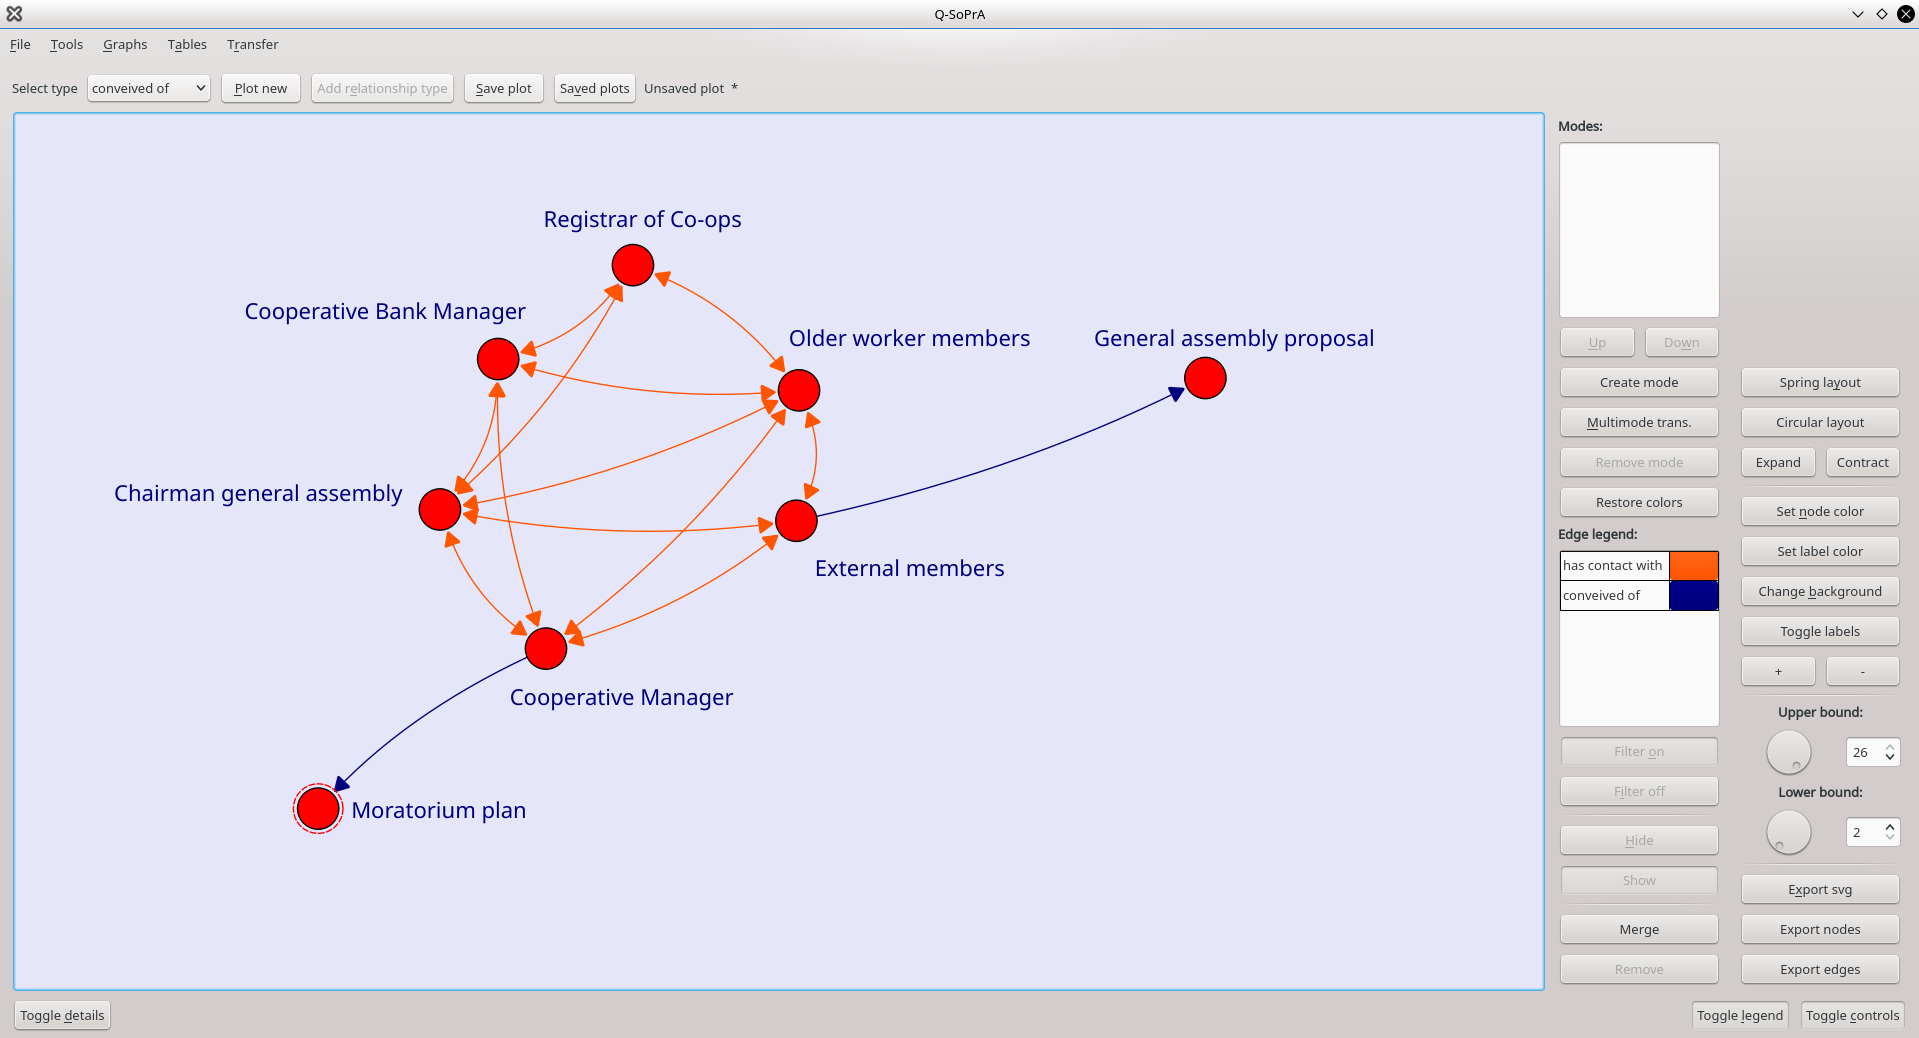 Q-SoPrA
File Tools Graphs Tables Transfer
Select type conveived of Plot new Add relationship type Save plot Saved plots Unsaved plot *
Registrar of Co-ops
Cooperative Bank Manager
Older worker members
General assembly proposal
Chairman general assembly
External members
Cooperative Manager
Moratorium plan
Modes:
Up Down
Create mode
Multimode trans.
Remove mode
Restore colors
Edge legend:
has contact with
conveived of
Filter on
Filter off
Hide
Show
Merge
Remove
Spring layout
Circular layout
Expand Contract
Set node color
Set label color
Change background
Toggle labels
+ -
Upper bound:
26
Lower bound:
2
Export svg
Export nodes
Export edges
Toggle details
Toggle legend Toggle controls